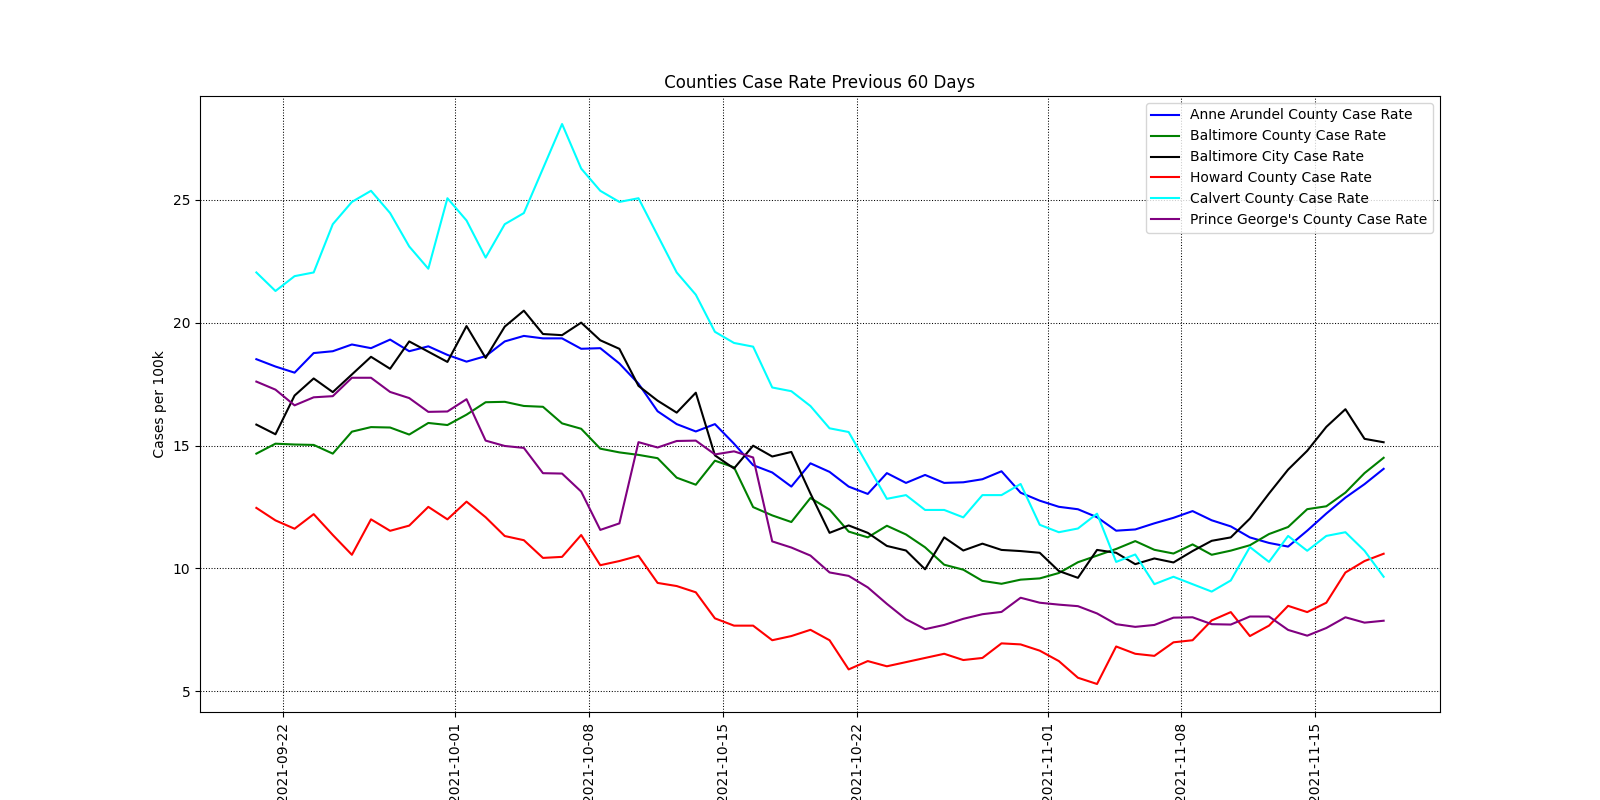 Counties Case Rate Previous 60 Days
Anne Arundel County Case Rate
Baltimore County Case Rate
Baltimore City Case Rate
Howard County Case Rate
Calvert County Case Rate
Prince George's County Case Rate
Cases per 100k
25
20
15
10
5
2021-09-22
2021-10-01
2021-10-08
2021-10-15
2021-10-22
2021-11-01
2021-11-08
2021-11-15